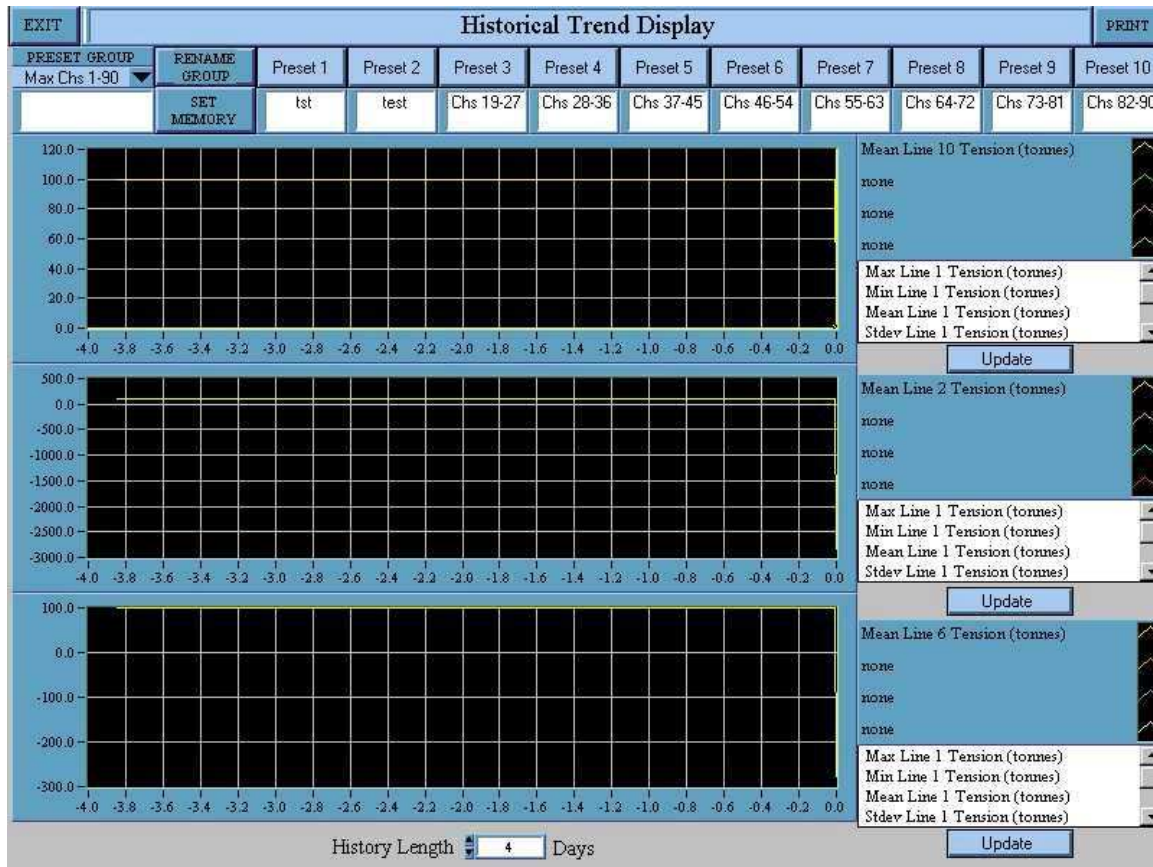 EXIT
Historical Trend Display
PRINT
PRESET GROUP
Max Chs 1-90
RENAME GROUP
Preset 1 Preset 2 Preset 3 Preset 4 Preset 5 Preset 6 Preset 7 Preset 8 Preset 9 Preset 10
SET MEMORY
tst test Chs 19-27 Chs 28-36 Chs 37-45 Chs 46-54 Chs 55-63 Chs 64-72 Chs 73-81 Chs 82-90
120.0
100.0
80.0
60.0
40.0
20.0
0.0
-4.0 -3.8 -3.6 -3.4 -3.2 -3.0 -2.8 -2.6 -2.4 -2.2 -2.0 -1.8 -1.6 -1.4 -1.2 -1.0 -0.8 -0.6 -0.4 -0.2 0.0
Mean Line 10 Tension (tonnes)
none
none
none
Max Line 1 Tension (tonnes)
Min Line 1 Tension (tonnes)
Mean Line 1 Tension (tonnes)
Stdev Line 1 Tension (tonnes)
Update
500.0
0.0
-500.0
-1000.0
-1500.0
-2000.0
-2500.0
-3000.0
-4.0 -3.8 -3.6 -3.4 -3.2 -3.0 -2.8 -2.6 -2.4 -2.2 -2.0 -1.8 -1.6 -1.4 -1.2 -1.0 -0.8 -0.6 -0.4 -0.2 0.0
Mean Line 2 Tension (tonnes)
none
none
none
Max Line 1 Tension (tonnes)
Min Line 1 Tension (tonnes)
Mean Line 1 Tension (tonnes)
Stdev Line 1 Tension (tonnes)
Update
100.0
0.0
-100.0
-200.0
-300.0
-4.0 -3.8 -3.6 -3.4 -3.2 -3.0 -2.8 -2.6 -2.4 -2.2 -2.0 -1.8 -1.6 -1.4 -1.2 -1.0 -0.8 -0.6 -0.4 -0.2 0.0
Mean Line 6 Tension (tonnes)
none
none
none
Max Line 1 Tension (tonnes)
Min Line 1 Tension (tonnes)
Mean Line 1 Tension (tonnes)
Stdev Line 1 Tension (tonnes)
Update
History Length 4 Days